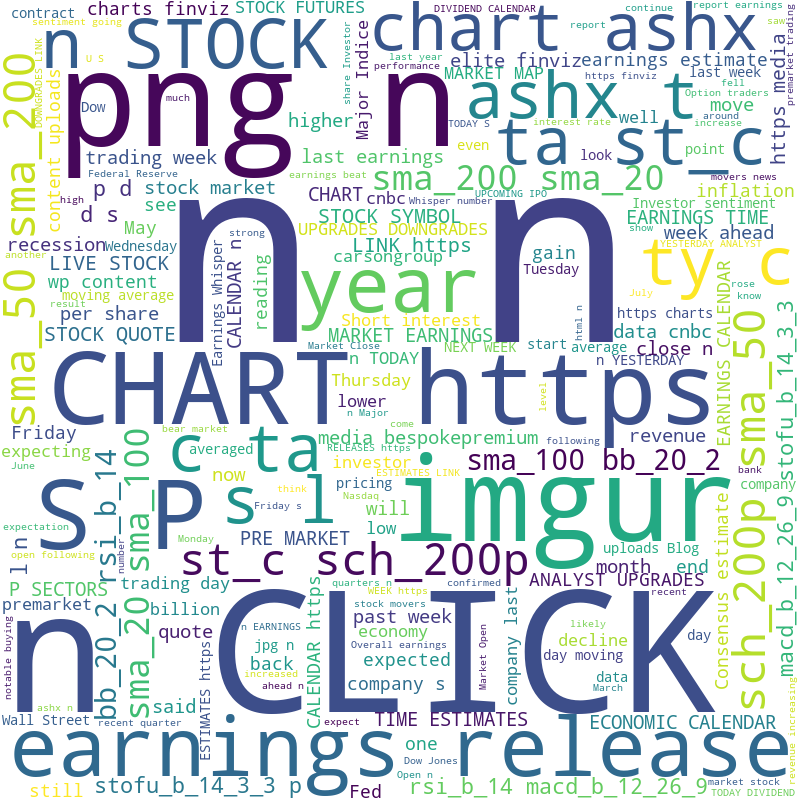 contract
charts finviz
STOCK FUTURES
DIVIDEND CALENDAR
continue
report earnings
sentiment going
n STOCK
chart ashx
report
saw
U S
share Investor
last year
performance
elite finviz
earnings estimate
https finviz
last week
fell
Option traders
premarket trading
https media
sma_200
DOWNGRADES LINK
content uploads
png n
Dow
much
Major Indice
MARKET MAP
ashx t
move
higher
TODAY S
interest rate
well
around
increase
trading week
last earnings
even
ta st_c
look
point
Federal Reserve
earnings beat
sma_200 sma_20
movers news
p d
stock market
CHART
cnbc
Whisper number
UPCOMING IPO
inflation
high
d s
see
May
STOCK SYMBOL
Investor sentiment
EARNINGS TIME
show
another
strong
n n
UPGRADES DOWNGRADES
week ahead
YESTERDAY ANALYST
recession
Wednesday
LINK https
gain
ty c
LIVE STOCK
reading
CALENDAR n
carsongroup
Tuesday
wp content
year
rose
know
moving average
July
result
sma_50
per share
Earnings Whisper
Short interest
https charts
STOCK QUOTE
MARKET EARNINGS
start
html n
data cnbc
Market Close
n TODAY
NEXT WEEK
average
close n
n YESTERDAY
CHART https
Thursday
EARNINGS CALENDAR
stofu_b_14_3_3
bear market
lower
level
n Major
come
Friday
averaged
RELEASES https
media bespokepremium
following
revenue
expecting
c ta
investor
ESTIMATES LINK
sma_100 bb_20_2
bank
June
now
think
company
S P
s l
pricing
Nasdaq
imgur
expectation
Friday s
will
open following
Monday
low
Consensus estimate
sma_50
number
PRE MARKET
uploads Blog
l n
st_c sch_200p
month
end
P SECTORS
quarters n
confirmed
ANALYST UPGRADES
recent
trading day
WEEK https
premarket
billion
stock movers
past week
company last
likely
day
notable buying
bb_20_2 rsi_b_14
sma_20 sma_100
quote
n EARNINGS
economy
decline
jpg n
Overall earnings
day moving
sch_200p
macd_b_12_26_9
n CLICK
back
expected
data
increased
March
ashx n
ESTIMATES https
ahead n
CALENDAR https
company s
Market Open
said
Wall Street
recent quarter
expect
TIME ESTIMATES
ECONOMIC CALENDAR
revenue increasing
one
earnings release
Dow Jones
still
stofu_b_14_3_3 p
Fed
Open n
rsi_b_14 macd_b_12_26_9
market stock
TODAY DIVIDEND